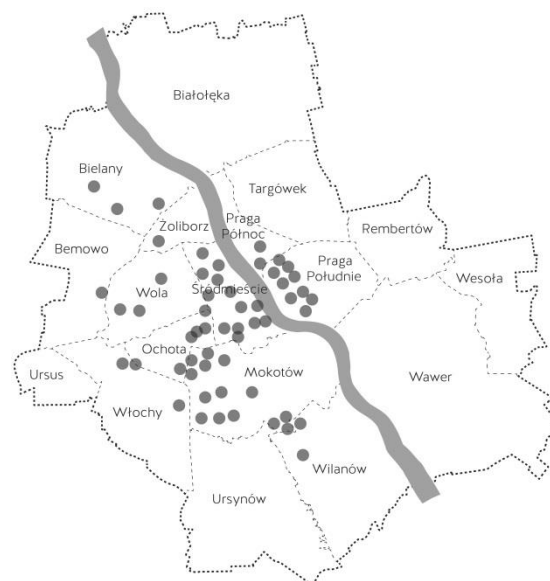 Białołęka
Bielany
Targówek
Praga
Północ
Żoliborz
Rembertów
Bemowo
Praga
Południe
Wesoła
Wola
Śródmieście
Ochota
Ursus
Mokotów
Wawer
Włochy
Wilanów
Ursynów